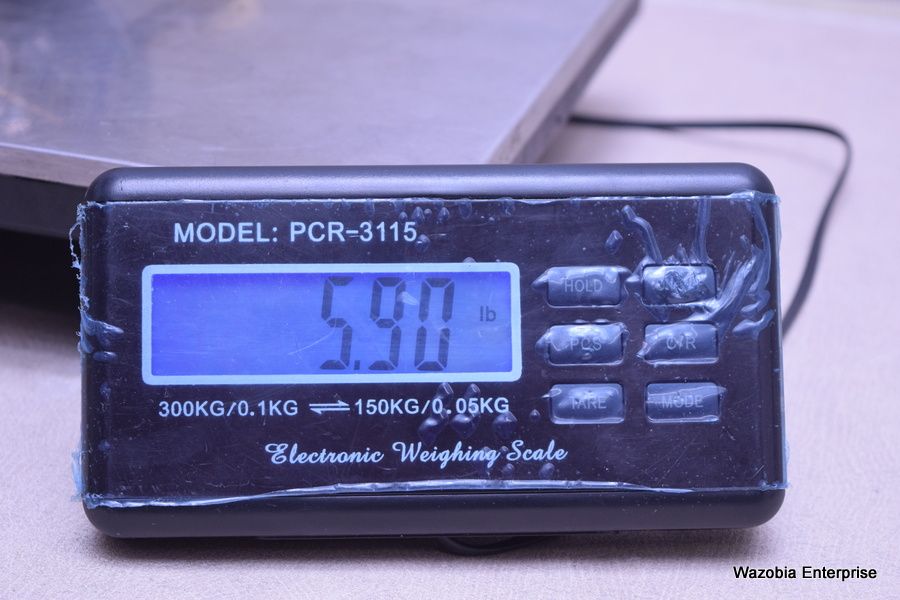 MODEL: PCR-3115
5.90 lb
300KG/0.1KG ⇌ 150KG/0.05KG
Electronic Weighing Scale
HOLD
PCS
TARE MODE
Wazobia Enterprise